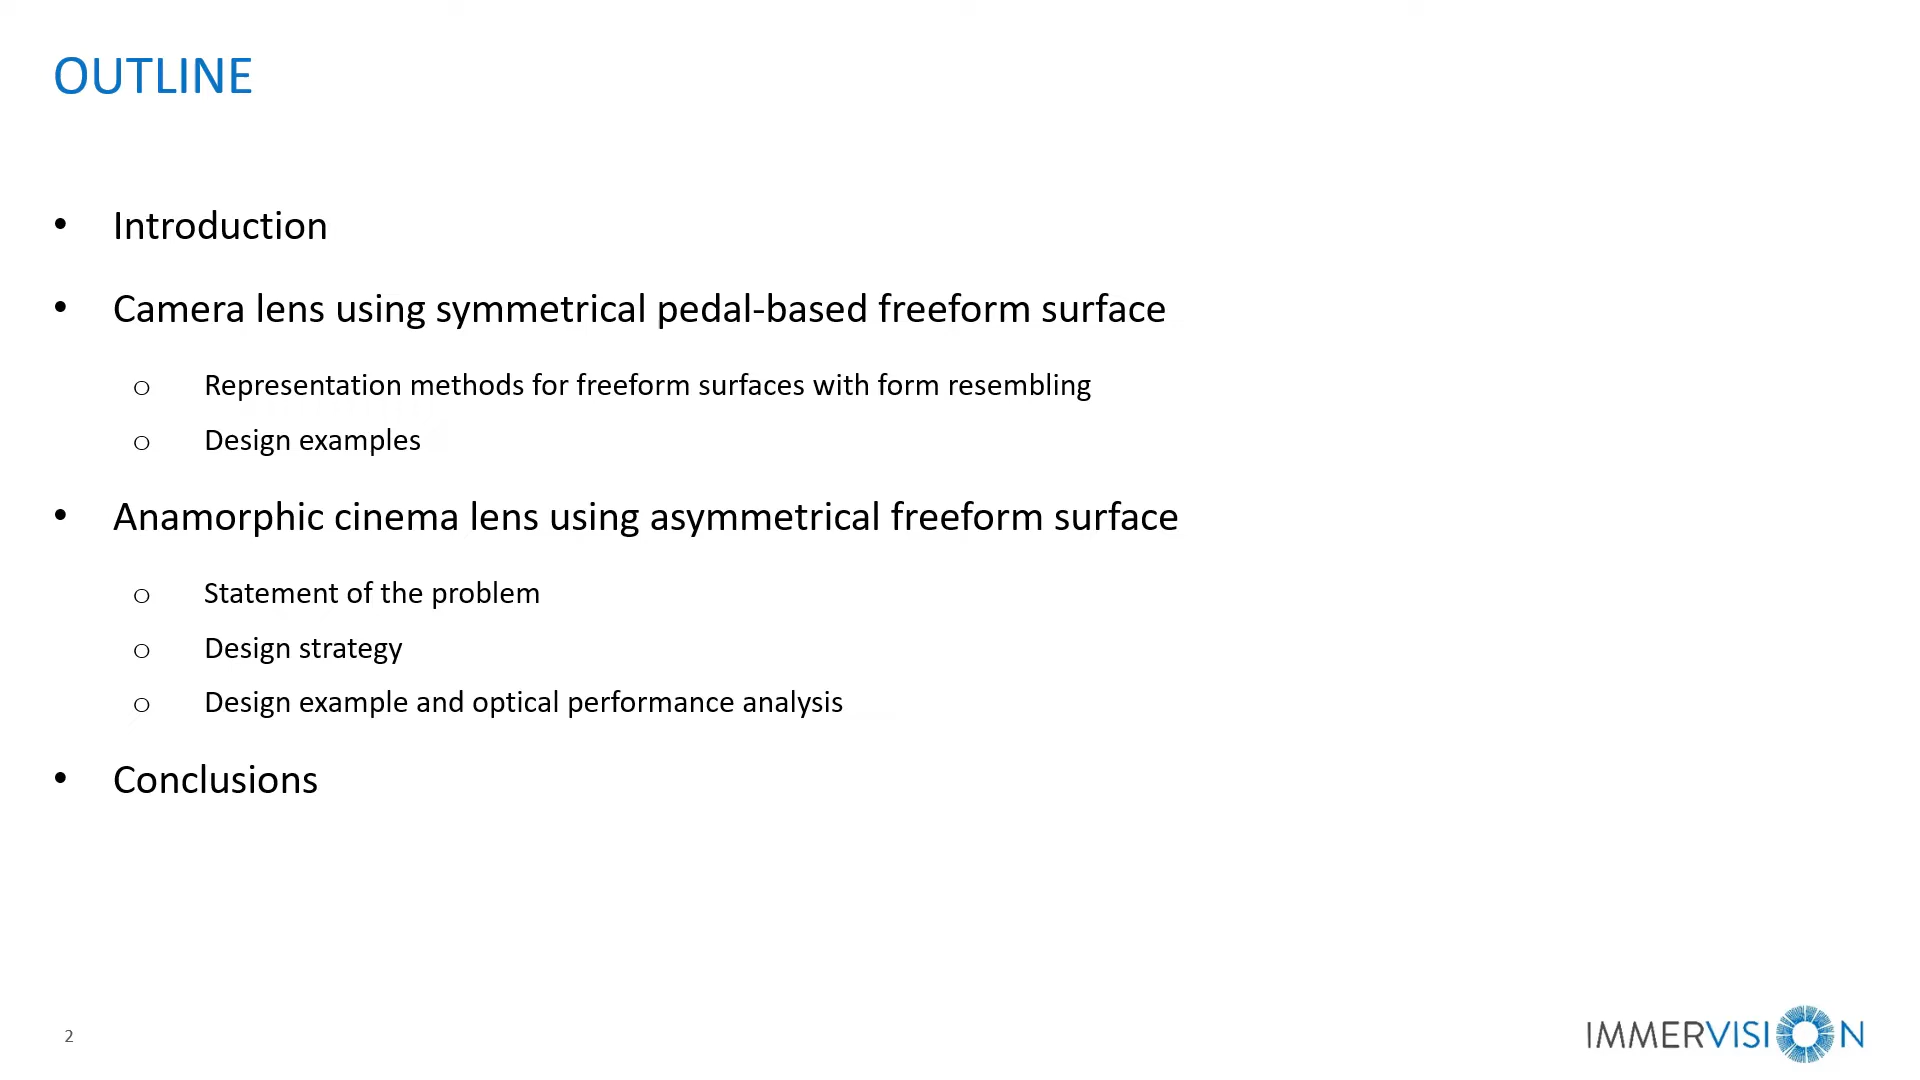 OUTLINE
• Introduction
• Camera lens using symmetrical pedal-based freeform surface
o Representation methods for freeform surfaces with form resembling
o Design examples
• Anamorphic cinema lens using asymmetrical freeform surface
o Statement of the problem
o Design strategy
o Design example and optical performance analysis
• Conclusions
2
IMMERVISION